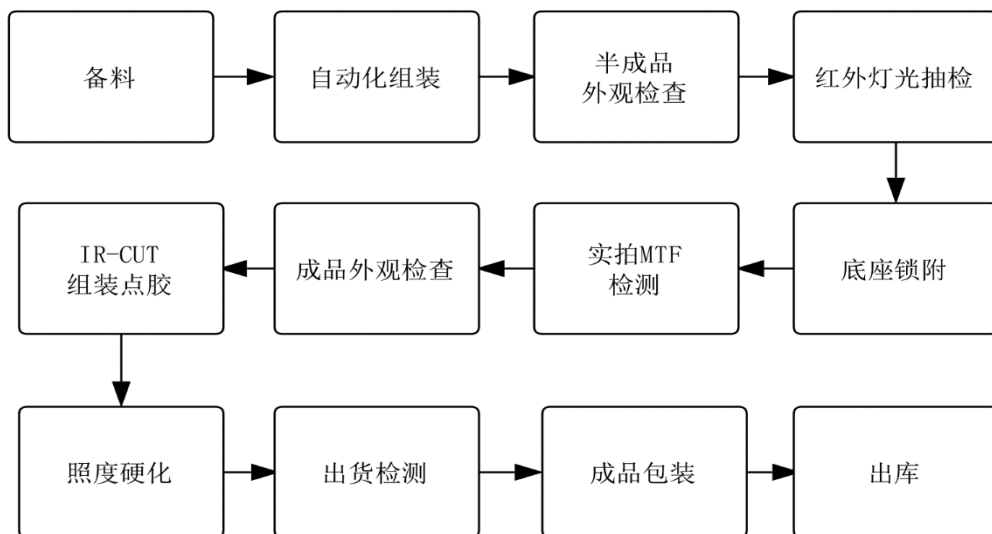 备料
自动化组装
半成品
外观检查
红外灯光抽检
底座锁附
实拍MTF
检测
成品外观检查
IR-CUT
组装点胶
照度硬化
出货检测
成品包装
出库